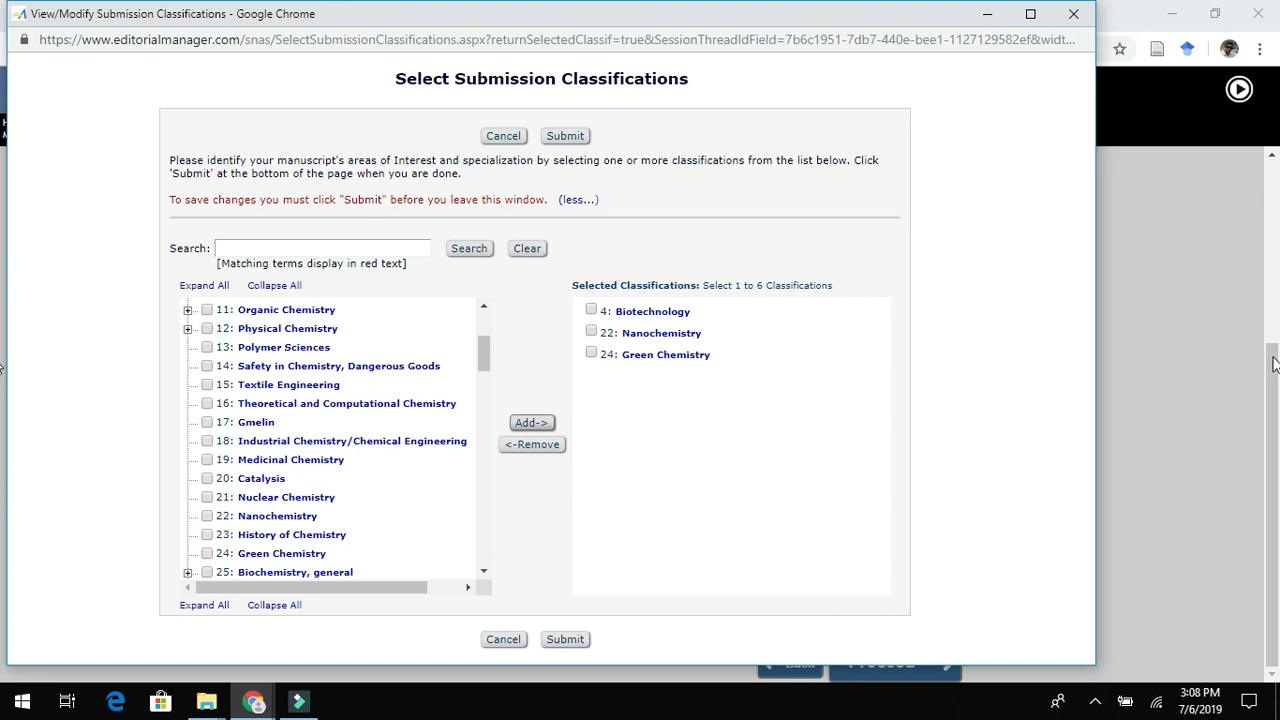 View/Modify Submission Classifications - Google Chrome
https://www.editorialmanager.com/snas/SelectSubmissionClassifications.aspx?returnSelectedClassif=true&SessionThreadIdField=7b6c1951-7db7-440e-bee1-1127129582ef&widt...
Select Submission Classifications
Cancel Submit
Please identify your manuscript's areas of Interest and specialization by selecting one or more classifications from the list below. Click
'Submit' at the bottom of the page when you are done.
To save changes you must click "Submit" before you leave this window. (less...)
Search: Search Clear
[Matching terms display in red text]
Expand All Collapse All
11: Organic Chemistry
12: Physical Chemistry
13: Polymer Sciences
14: Safety in Chemistry, Dangerous Goods
15: Textile Engineering
16: Theoretical and Computational Chemistry
17: Gmelin
18: Industrial Chemistry/Chemical Engineering
19: Medicinal Chemistry
20: Catalysis
21: Nuclear Chemistry
22: Nanochemistry
23: History of Chemistry
24: Green Chemistry
25: Biochemistry, general
Expand All Collapse All
Add->
<-Remove
Selected Classifications: Select 1 to 6 Classifications
4: Biotechnology
22: Nanochemistry
24: Green Chemistry
Cancel Submit
Back Proceed
3:08 PM
7/6/2019